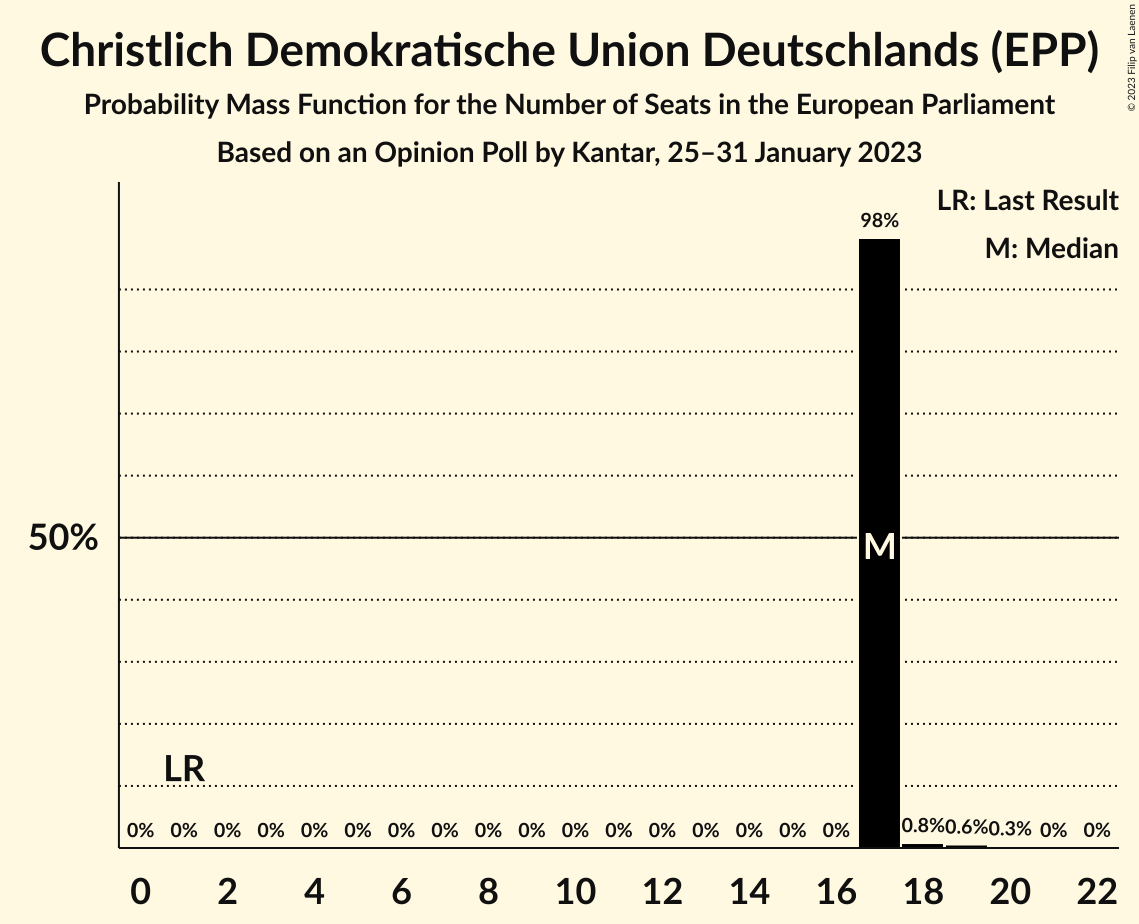 Christlich Demokratische Union Deutschlands (EPP)
Probability Mass Function for the Number of Seats in the European Parliament
Based on an Opinion Poll by Kantar, 25–31 January 2023
© 2023 Filip van Laenen
LR: Last Result
M: Median
98%
50%
M
LR
0% 0% 0% 0% 0% 0% 0% 0% 0% 0% 0% 0% 0% 0% 0% 0% 0% 0.8% 0.6% 0.3% 0% 0%
0 2 4 6 8 10 12 14 16 18 20 22